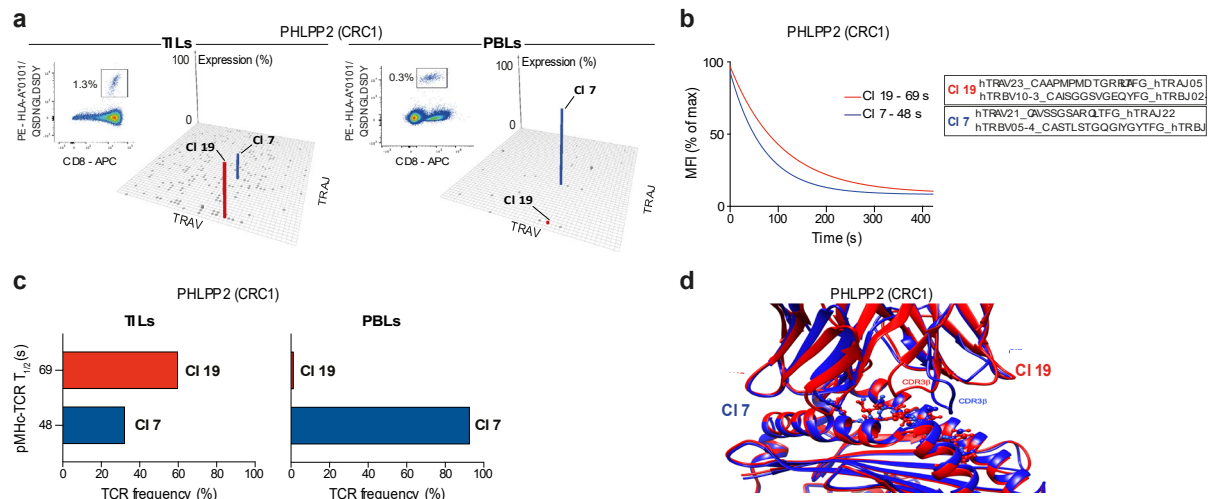 a
PHLPP2 (CRC1)
TILs
PBLs
PE - HLA-A*0101/
QSDNGLDSDY
1.3%
CD8 - APC
Expression (%)
100
0
Cl 19
Cl 7
TRAV
TRAJ
PE - HLA-A*0101/
QSDNGLDSDY
0.3%
CD8 - APC
Expression (%)
100
0
Cl 7
Cl 19
TRAV
TRAJ
b
PHLPP2 (CRC1)
MFI (% of max)
100
50
0
0 100 200 300 400
Time (s)
Cl 19 - 69 s
Cl 7 - 48 s
Cl 19
hTRBV10-3_CAISGGSVGEQYFG_hTRBJ02-
Cl 7
hTRBV05-4_CASTLSTGQGIYGYTFG_hTRBJ
c
PHLPP2 (CRC1)
TILs
PBLs
pMHcTCR T1/2 (s)
69
48
Cl 19
Cl 7
0 20 40 60 80 100
TCR frequency (%)
Cl 19
Cl 7
0 20 40 60 80 100
TCR frequency (%)
d
PHLPP2 (CRC1)
Cl 19
Cl 7
CDR3β
CDR3β